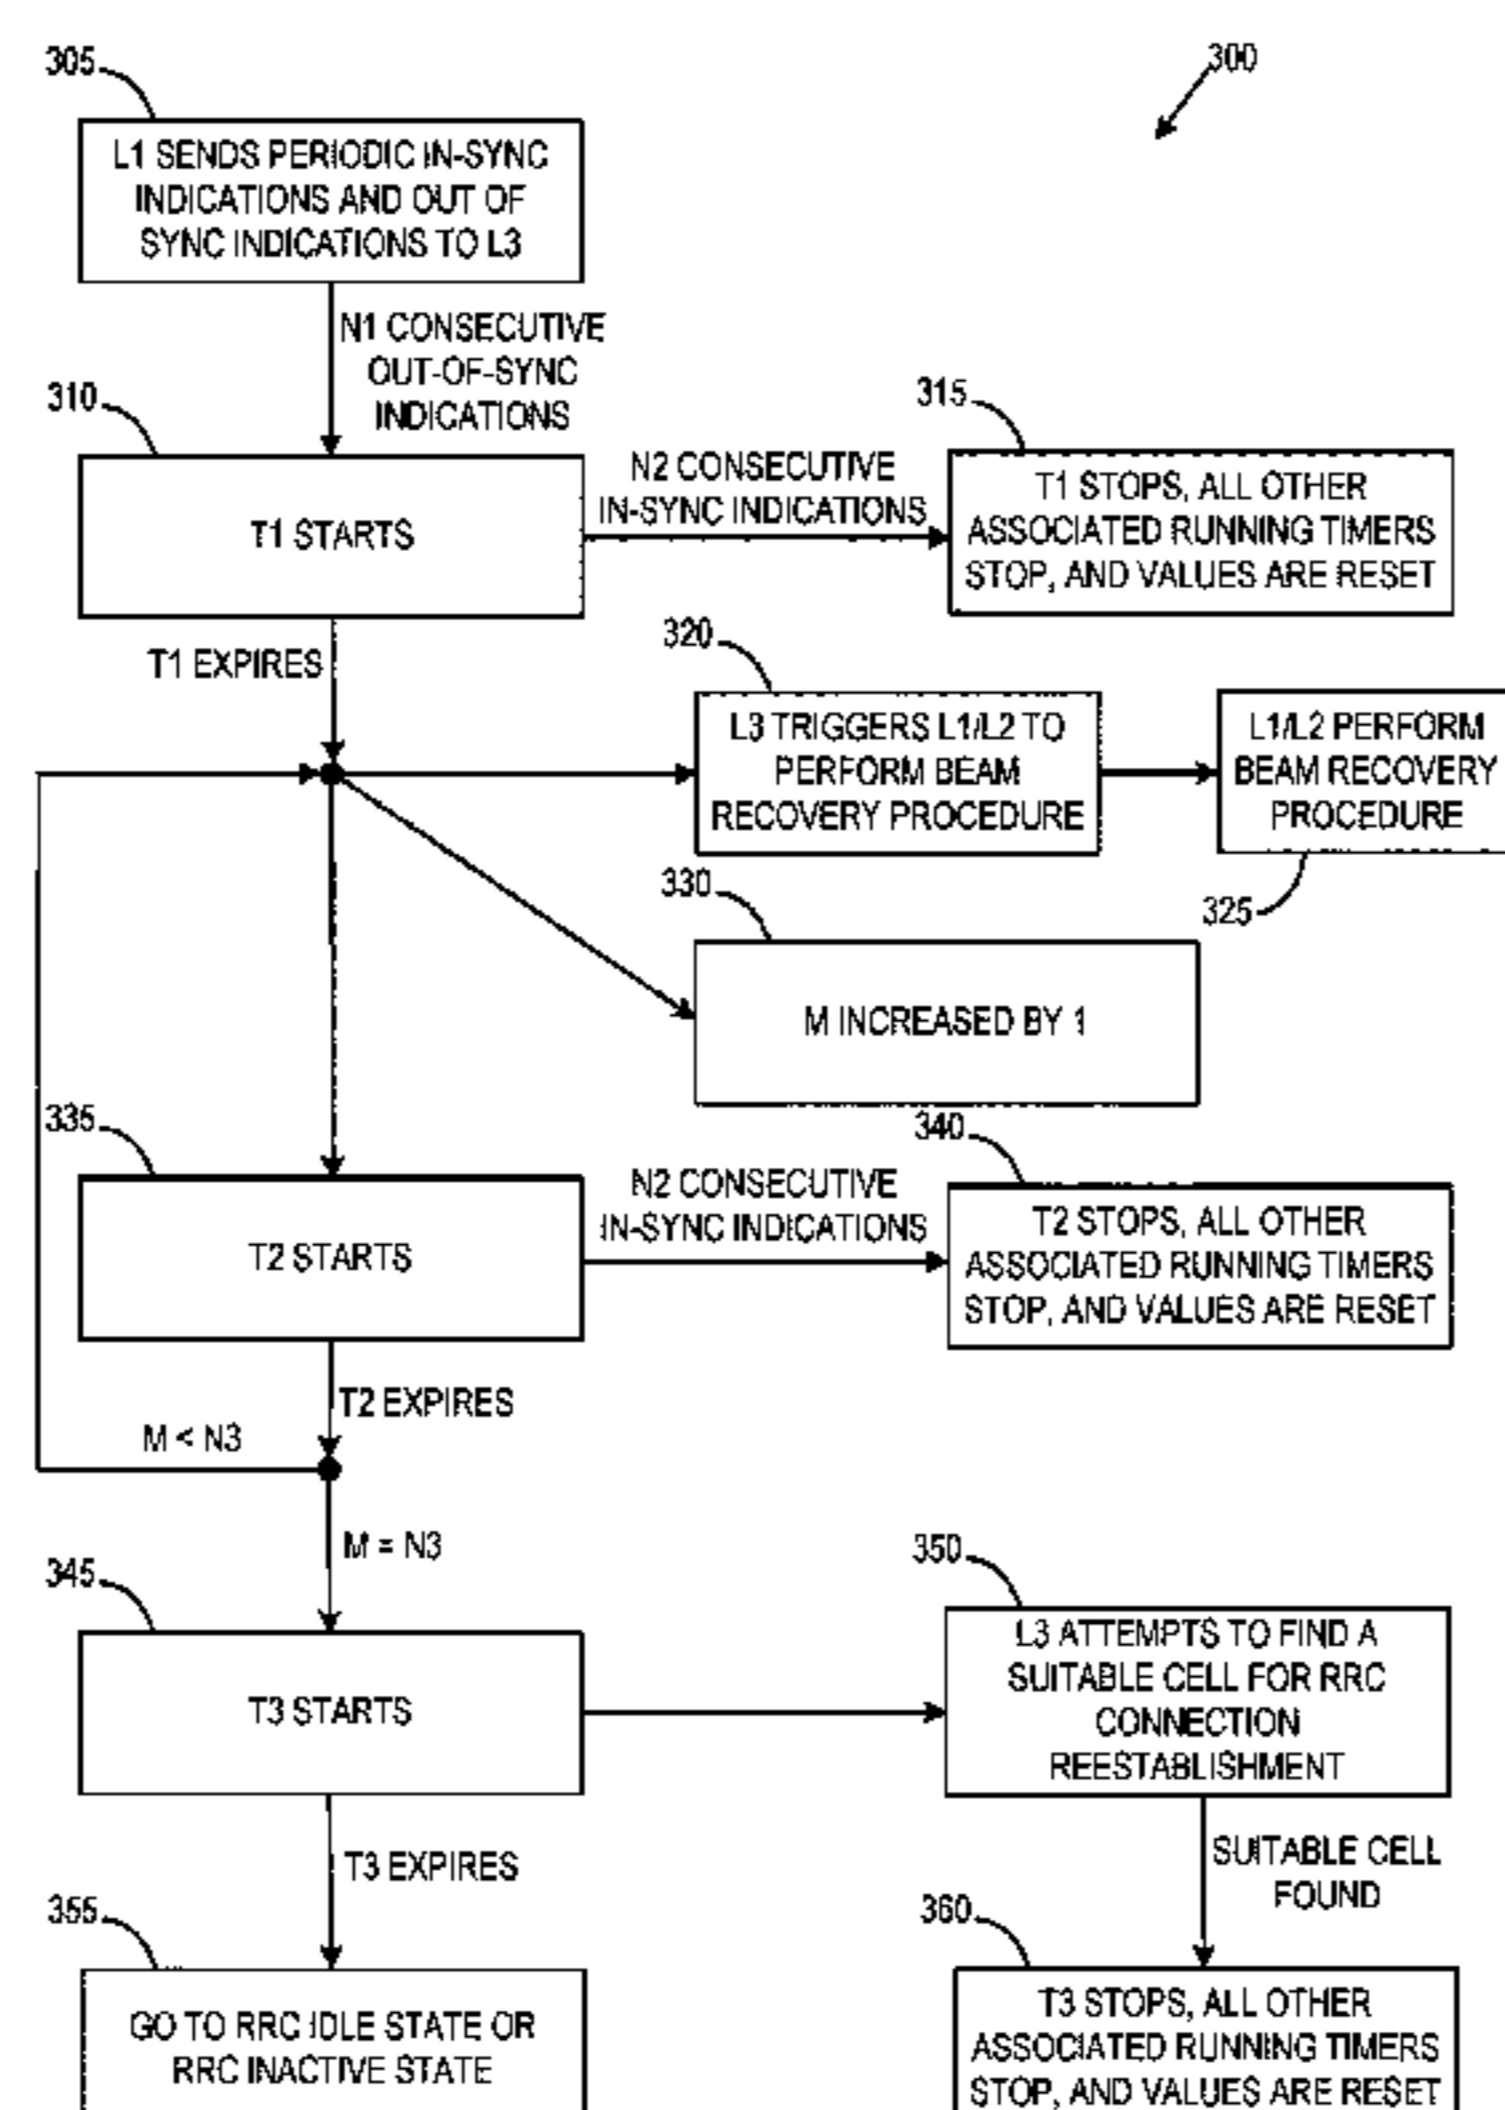 300
305
L1 SENDS PERIODIC IN-SYNC
INDICATIONS AND OUT OF
SYNC INDICATIONS TO L3
N1 CONSECUTIVE
OUT-OF-SYNC
INDICATIONS
310
T1 STARTS
N2 CONSECUTIVE
IN-SYNC INDICATIONS
315
T1 STOPS, ALL OTHER
ASSOCIATED RUNNING TIMERS
STOP, AND VALUES ARE RESET
T1 EXPIRES
320
L3 TRIGGERS L1/L2 TO
PERFORM BEAM
RECOVERY PROCEDURE
L1/L2 PERFORM
BEAM RECOVERY
PROCEDURE
325
330
M INCREASED BY 1
335
T2 STARTS
N2 CONSECUTIVE
IN-SYNC INDICATIONS
340
T2 STOPS, ALL OTHER
ASSOCIATED RUNNING TIMERS
STOP, AND VALUES ARE RESET
T2 EXPIRES
M < N3
M = N3
345
T3 STARTS
350
L3 ATTEMPTS TO FIND A
SUITABLE CELL FOR RRC
CONNECTION
REESTABLISHMENT
T3 EXPIRES
SUITABLE CELL
FOUND
355
GO TO RRC IDLE STATE OR
RRC INACTIVE STATE
360
T3 STOPS, ALL OTHER
ASSOCIATED RUNNING TIMERS
STOP, AND VALUES ARE RESET